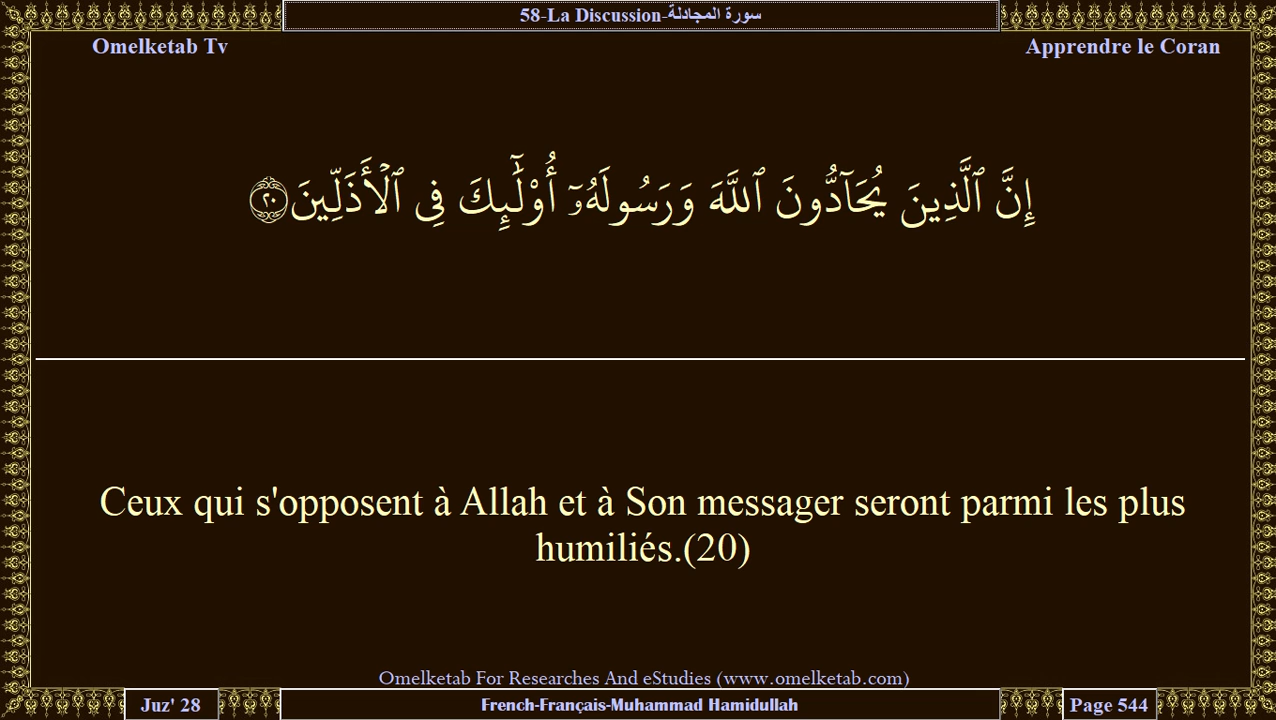 58-La Discussion-سورة المجادلة
Omelketab Tv
Apprendre le Coran
إِنَّ ٱلَّذِينَ يُحَآدُّونَ ٱللَّهَ وَرَسُولَهُۥٓ أُو۟لَٰٓئِكَ فِى ٱلْأَذَلِّينَ ٢٠
Ceux qui s'opposent à Allah et à Son messager seront parmi les plus
humiliés.(20)
Omelketab For Researches And eStudies (www.omelketab.com)
Juz' 28
French-Français-Muhammad Hamidullah
Page 544